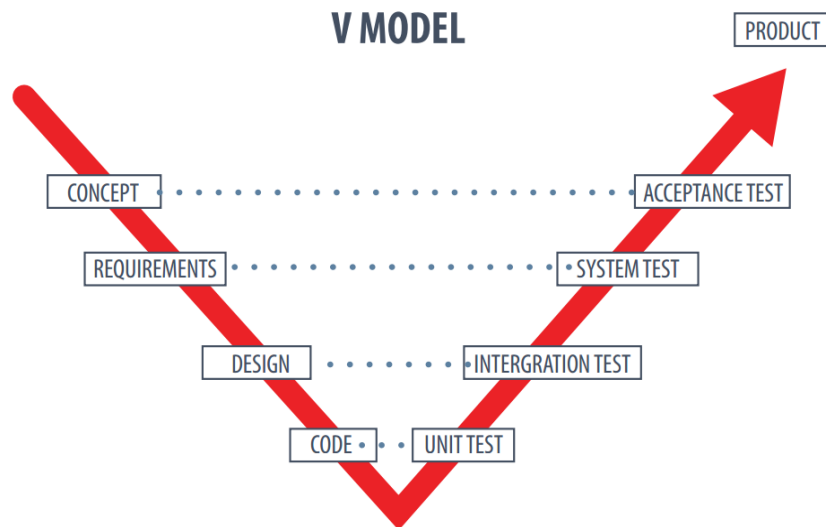 V MODEL
PRODUCT
CONCEPT
ACCEPTANCE TEST
REQUIREMENTS
SYSTEM TEST
DESIGN
INTERGRATION TEST
CODE
UNIT TEST